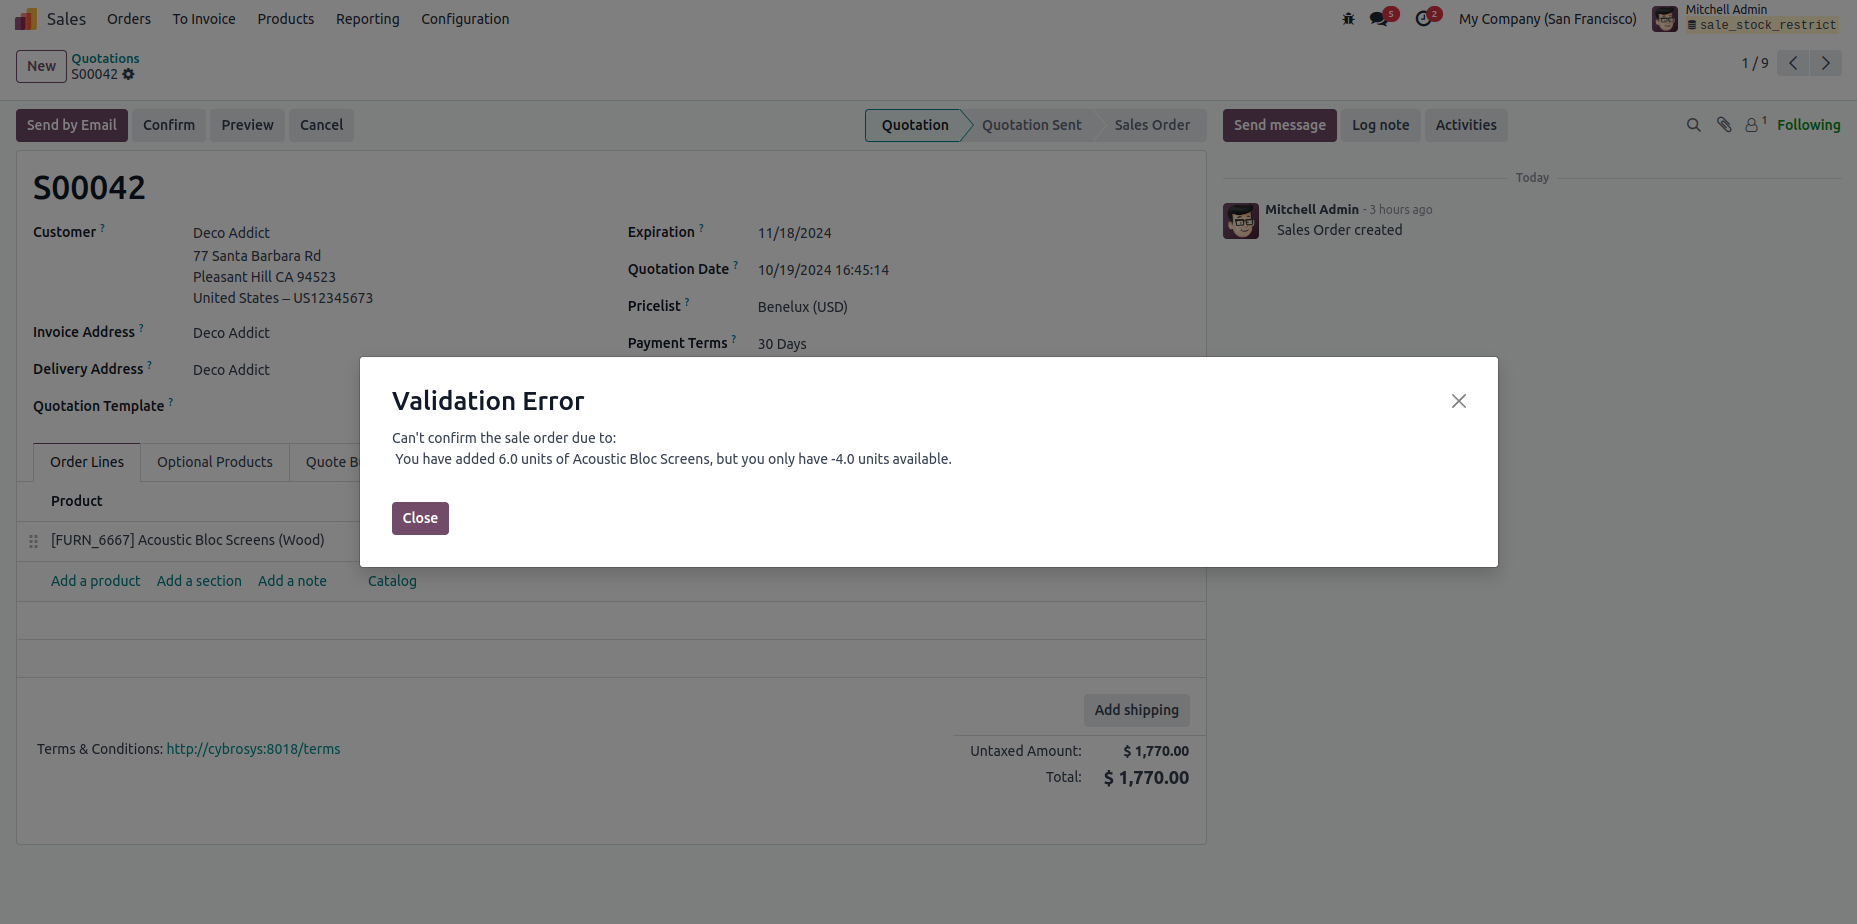 Sales Orders To Invoice Products Reporting Configuration 5 2 My Company (San Francisco) Mitchell Admin
sale_stock_restrict
New Quotations
S00042
1 / 9
Send by Email Confirm Preview Cancel Quotation Quotation Sent Sales Order Send message Log note Activities 1 Following
S00042
Today
Mitchell Admin - 3 hours ago
Sales Order created
Customer ? Deco Addict
77 Santa Barbara Rd
Pleasant Hill CA 94523
United States – US12345673
Invoice Address ? Deco Addict
Delivery Address ? Deco Addict
Quotation Template ?
Expiration ? 11/18/2024
Quotation Date ? 10/19/2024 16:45:14
Pricelist ? Benelux (USD)
Payment Terms ? 30 Days
Validation Error
Can't confirm the sale order due to:
You have added 6.0 units of Acoustic Bloc Screens, but you only have -4.0 units available.
Close
Order Lines Optional Products Quote B
Product
[FURN_6667] Acoustic Bloc Screens (Wood)
Add a product Add a section Add a note Catalog
Add shipping
Terms & Conditions: http://cybrosys:8018/terms
Untaxed Amount: $ 1,770.00
Total: $ 1,770.00